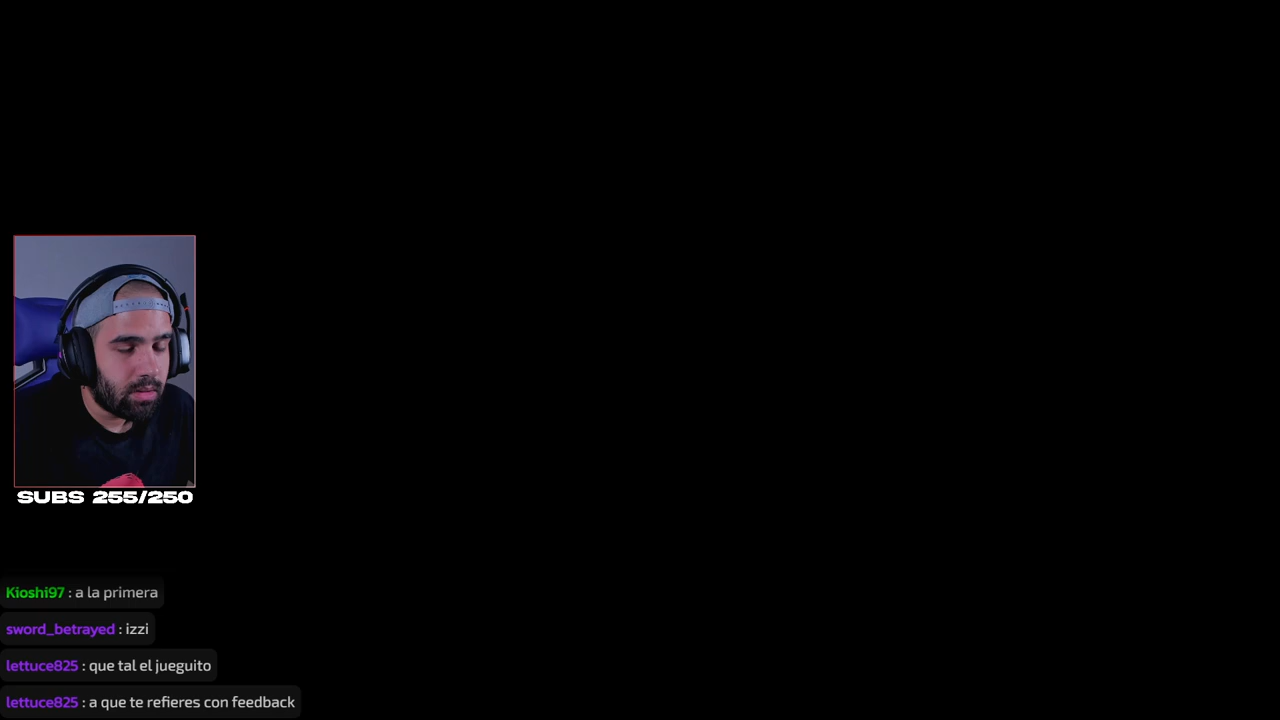 SUBS 255/250
Kioshi97 : a la primera
sword_betrayed : izzi
lettuce825 : que tal el jueguito
lettuce825 : a que te refieres con feedback